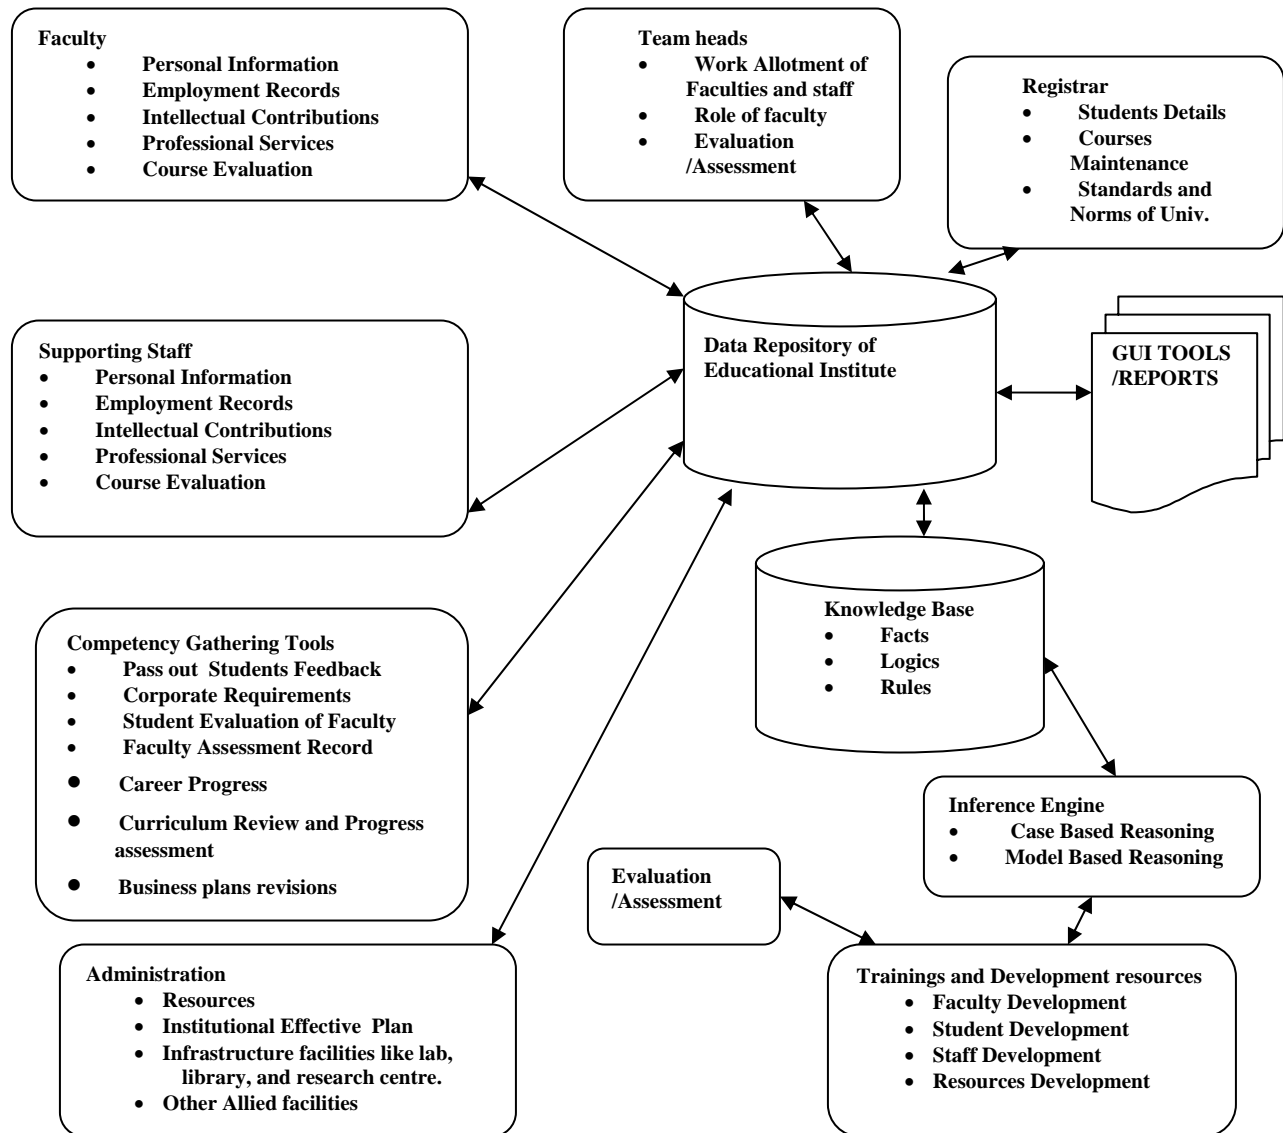 Faculty
• Personal Information
• Employment Records
• Intellectual Contributions
• Professional Services
• Course Evaluation
Team heads
• Work Allotment of
Faculties and staff
• Role of faculty
• Evaluation
/Assessment
Registrar
• Students Details
• Courses
Maintenance
• Standards and
Norms of Univ.
Supporting Staff
• Personal Information
• Employment Records
• Intellectual Contributions
• Professional Services
• Course Evaluation
Data Repository of
Educational Institute
GUI TOOLS
/REPORTS
Knowledge Base
• Facts
• Logics
• Rules
Competency Gathering Tools
• Pass out Students Feedback
• Corporate Requirements
• Student Evaluation of Faculty
• Faculty Assessment Record
• Career Progress
• Curriculum Review and Progress
assessment
• Business plans revisions
Inference Engine
• Case Based Reasoning
• Model Based Reasoning
Evaluation
/Assessment
Administration
• Resources
• Institutional Effective Plan
• Infrastructure facilities like lab,
library, and research centre.
• Other Allied facilities
Trainings and Development resources
• Faculty Development
• Student Development
• Staff Development
• Resources Development